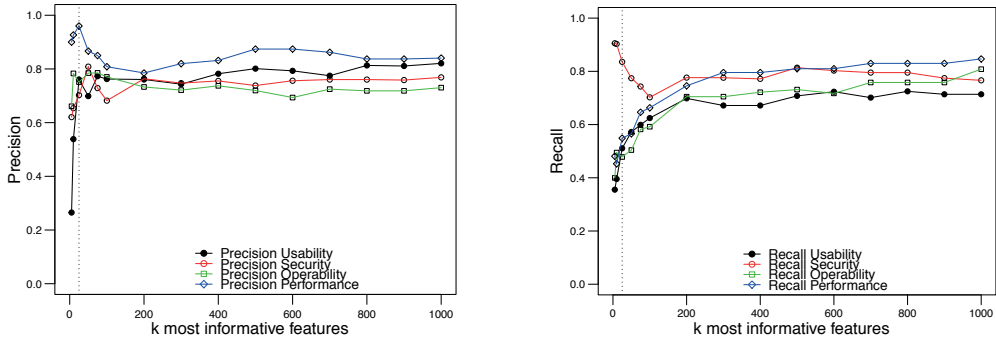 1.0
0.8
0.6
0.4
0.2
0.0
Precision
0
200
400
600
800
1000
k most informative features
Precision Usability
Precision Security
Precision Operability
Precision Performance
1.0
0.8
0.6
0.4
0.2
0.0
Recall
0
200
400
600
800
1000
k most informative features
Recall Usability
Recall Security
Recall Operability
Recall Performance